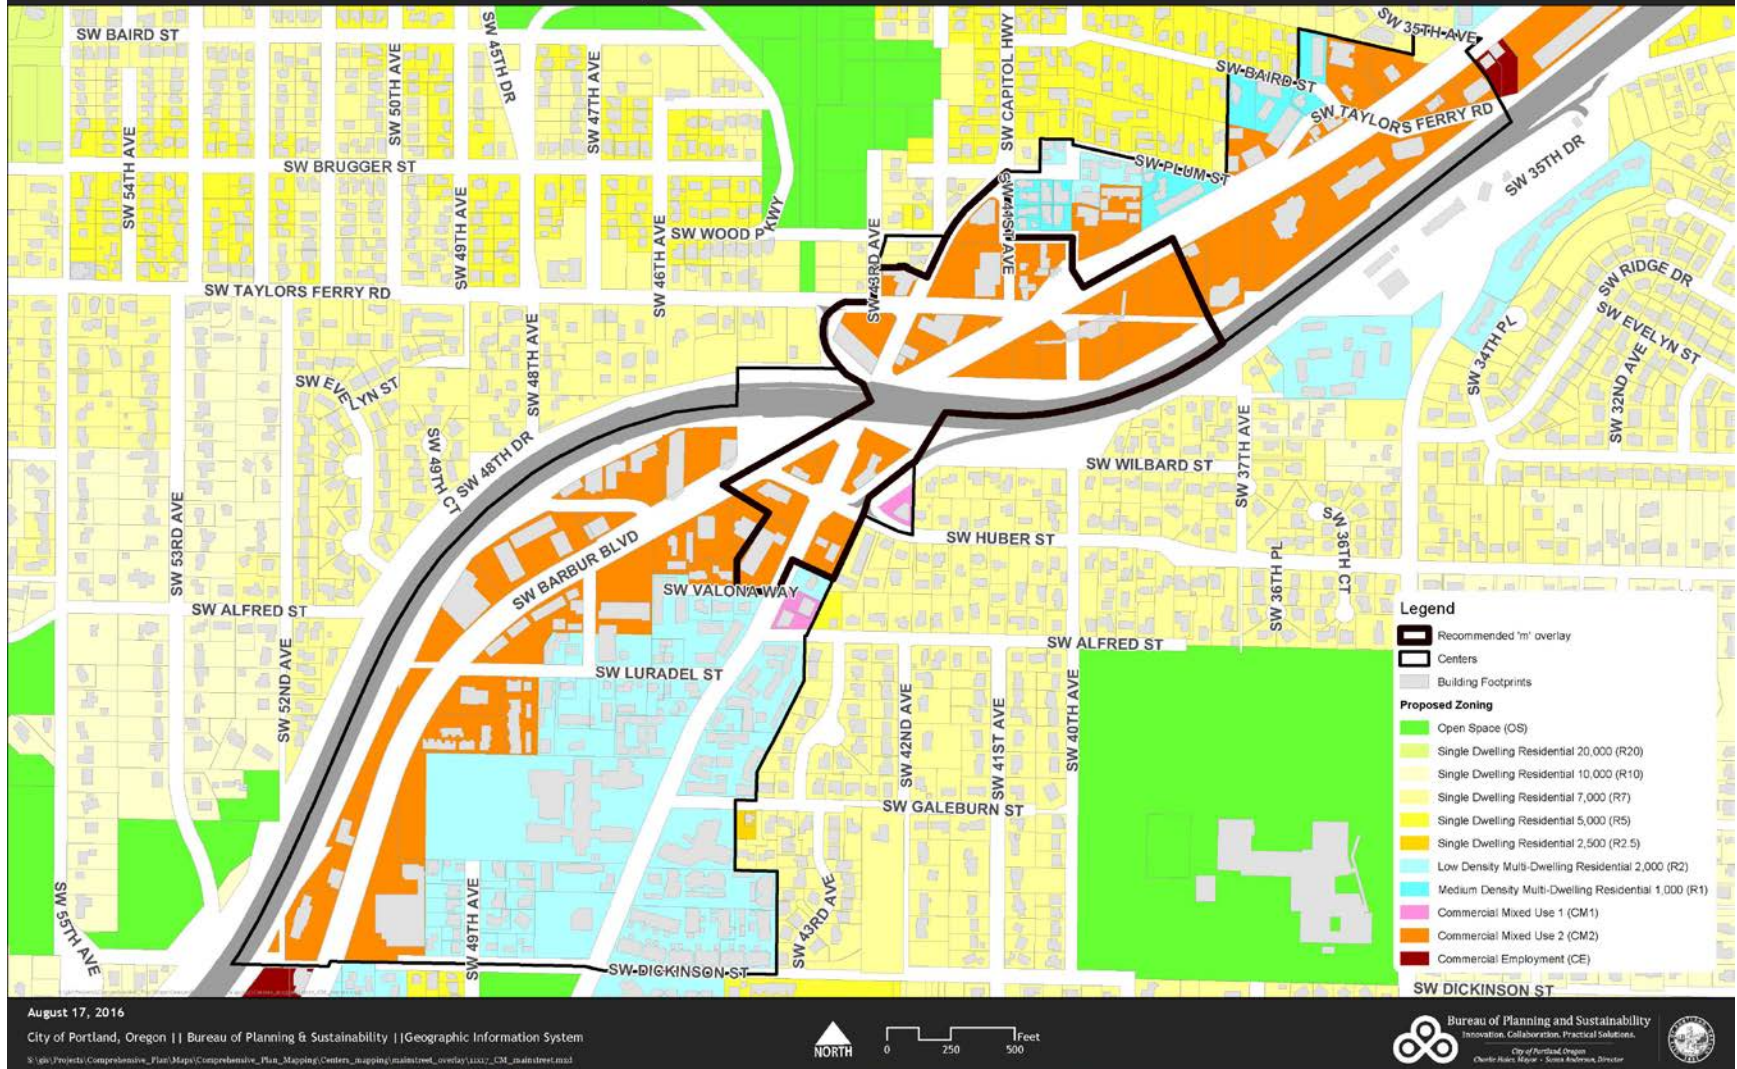 SW BAIRD ST
SW 45TH DR
SW 50TH AVE
SW 47TH AVE
SW CAPITOL HWY
SW 35TH AVE
SW BAIRD ST
SW TAYLORS FERRY RD
SW 54TH AVE
SW BRUGGER ST
SW PLUM ST
SW 35TH DR
SW 49TH AVE
SW 46TH AVE
SW WOOD PKWY
SW 43RD AVE
SW 41ST AVE
SW TAYLORS FERRY RD
SW RIDGE DR
SW EVELYN ST
SW 48TH AVE
SW 34TH PL
SW 32ND AVE
SW EVELYN ST
SW 49TH CT
SW 48TH DR
SW WILBARD ST
SW 37TH AVE
SW 53RD AVE
SW BARBUR BLVD
SW HUBER ST
SW 36TH PL
SW 36TH CT
SW VALONA WAY
SW ALFRED ST
SW 52ND AVE
SW ALFRED ST
SW LURADEL ST
SW 42ND AVE
SW 41ST AVE
SW 40TH AVE
SW GALEBURN ST
SW 55TH AVE
SW 49TH AVE
SW 43RD AVE
SW DICKINSON ST
SW DICKINSON ST
Legend
Recommended 'm' overlay
Centers
Building Footprints
Proposed Zoning
Open Space (OS)
Single Dwelling Residential 20,000 (R20)
Single Dwelling Residential 10,000 (R10)
Single Dwelling Residential 7,000 (R7)
Single Dwelling Residential 5,000 (R5)
Single Dwelling Residential 2,500 (R2.5)
Low Density Multi-Dwelling Residential 2,000 (R2)
Medium Density Multi-Dwelling Residential 1,000 (R1)
Commercial Mixed Use 1 (CM1)
Commercial Mixed Use 2 (CM2)
Commercial Employment (CE)
August 17, 2016
City of Portland, Oregon || Bureau of Planning & Sustainability ||Geographic Information System
NORTH
Feet
0 250 500
Bureau of Planning and Sustainability
Innovation. Collaboration. Practical Solutions.
City of Portland, Oregon
Charlie Hales, Mayor • Susan Anderson, Director